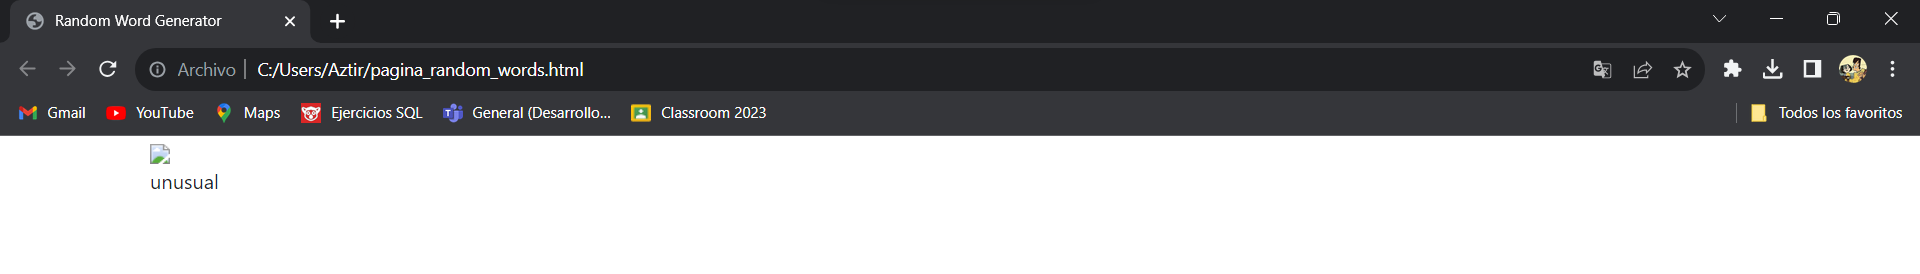 Random Word Generator
Archivo | C:/Users/Aztir/pagina_random_words.html
Gmail YouTube Maps Ejercicios SQL General (Desarrollo... Classroom 2023 Todos los favoritos
unusual